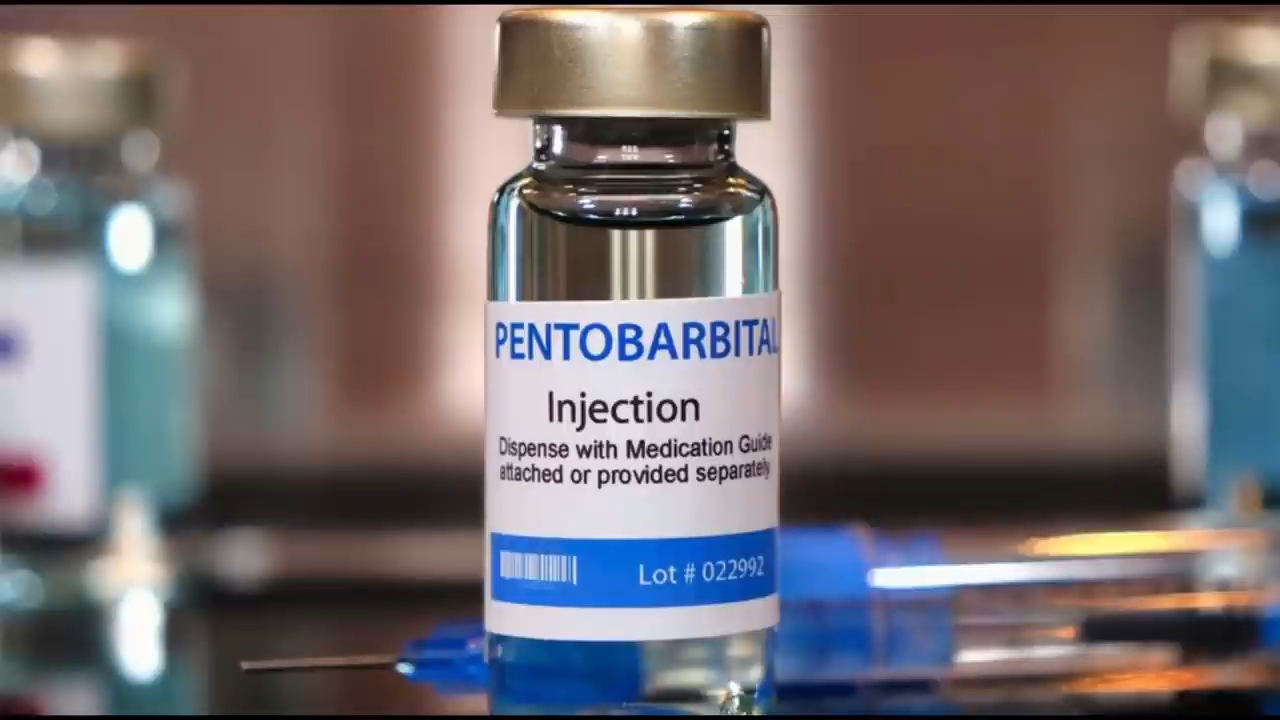 PENTOBARBITAL
Injection
Dispense with Medication Guide
attached or provided separately
Lot # 022992